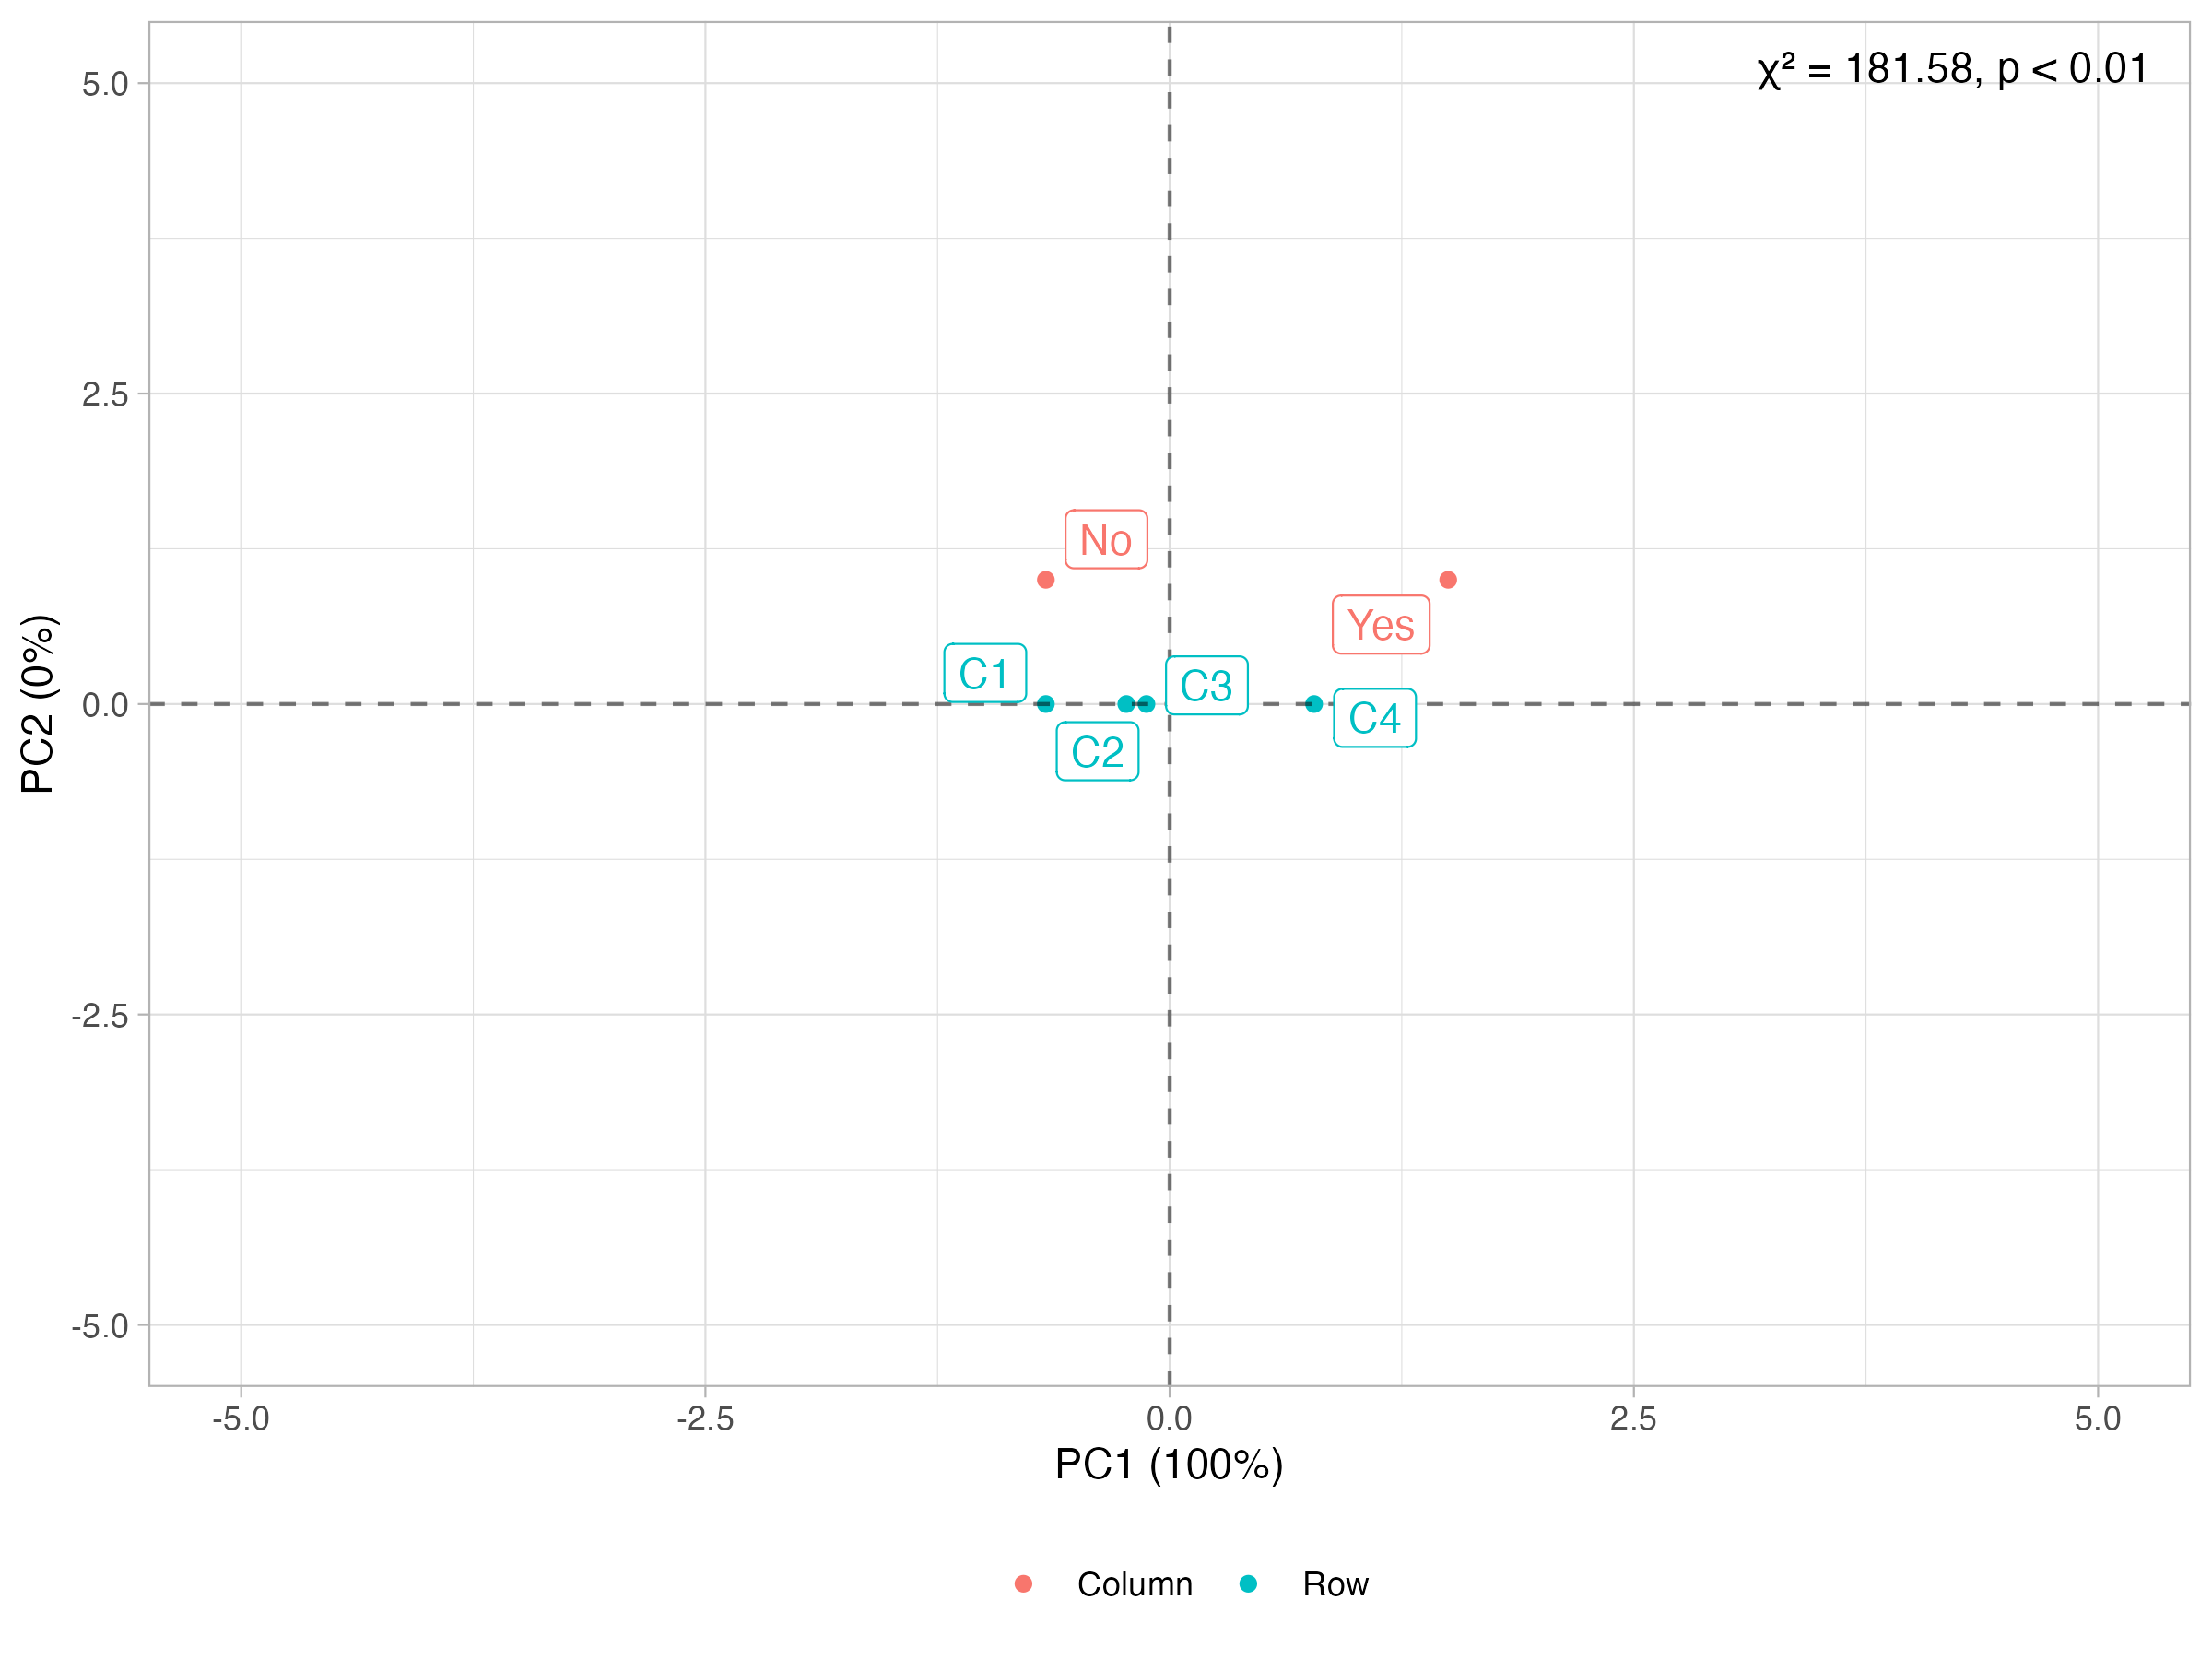 χ² = 181.58, p < 0.01
5.0
2.5
0.0
-2.5
-5.0
PC2 (0%)
No
Yes
C1
C3
C4
C2
-5.0
-2.5
0.0
2.5
5.0
PC1 (100%)
Column
Row